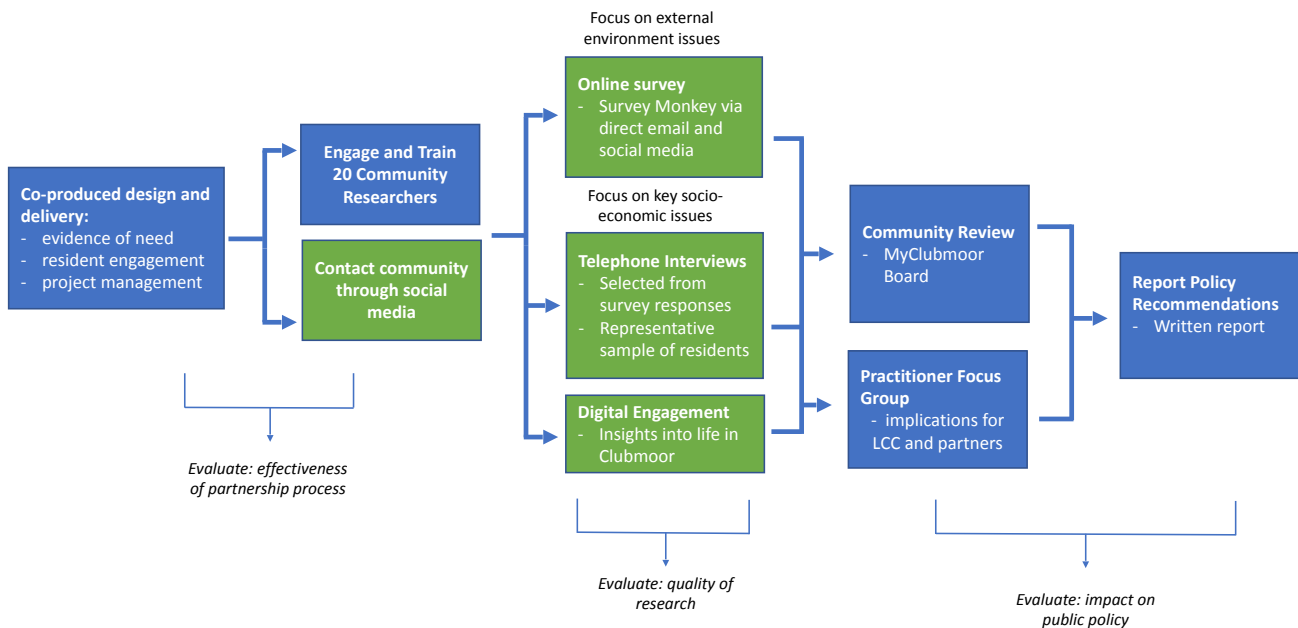 Co-produced design and
delivery:
- evidence of need
- resident engagement
- project management
Engage and Train
20 Community
Researchers
Contact community
through social
media
Evaluate: effectiveness
of partnership process
Focus on external
environment issues
Online survey
- Survey Monkey via
direct email and
social media
Focus on key socio-
economic issues
Telephone Interviews
- Selected from
survey responses
- Representative
sample of residents
Digital Engagement
- Insights into life in
Clubmoor
Evaluate: quality of
research
Community Review
- MyClubmoor
Board
Practitioner Focus
Group
- implications for
LCC and partners
Report Policy
Recommendations
- Written report
Evaluate: impact on
public policy